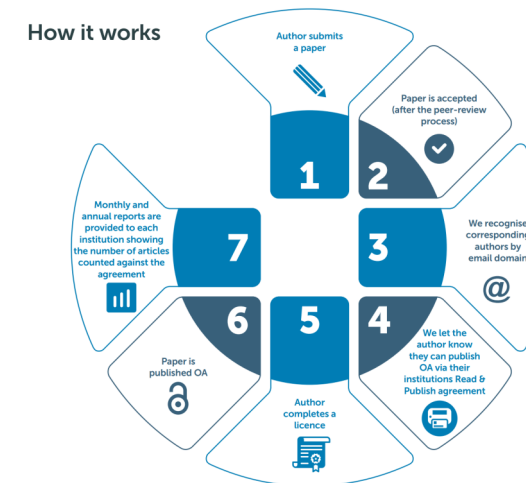 How it works
Author submits
a paper
1
Paper is accepted
(after the peer-review
process)
2
We recognise
corresponding
authors by
email domain
@
3
We let the
author know
they can publish
OA via their
institutions Read &
Publish agreement
4
5
Author
completes a
licence
6
Paper is
published OA
7
Monthly and
annual reports are
provided to each
institution showing
the number of articles
counted against the
agreement